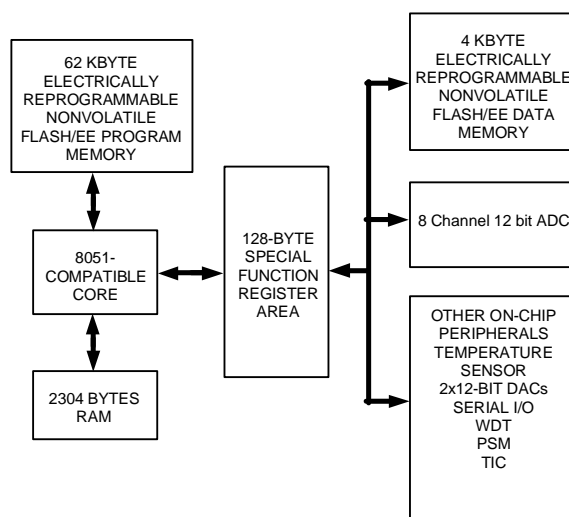 62 KBYTE
ELECTRICALLY
REPROGRAMMABLE
NONVOLATILE
FLASH/EE PROGRAM
MEMORY
8051-
COMPATIBLE
CORE
2304 BYTES
RAM
128-BYTE
SPECIAL
FUNCTION
REGISTER
AREA
4 KBYTE
ELECTRICALLY
REPROGRAMMABLE
NONVOLATILE
FLASH/EE DATA
MEMORY
8 Channel 12 bit ADC
OTHER ON-CHIP
PERIPHERALS
TEMPERATURE
SENSOR
2x12-BIT DACs
SERIAL I/O
WDT
PSM
TIC